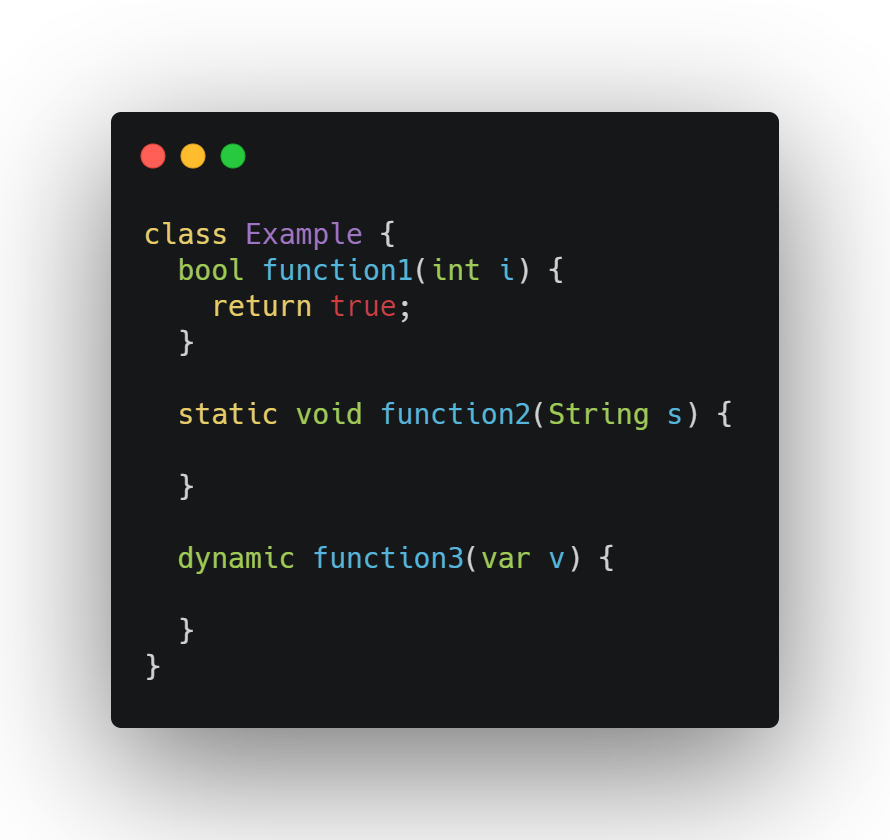 class Example {
  bool function1(int i) {
    return true;
  }

  static void function2(String s) {

  }

  dynamic function3(var v) {

  }
}